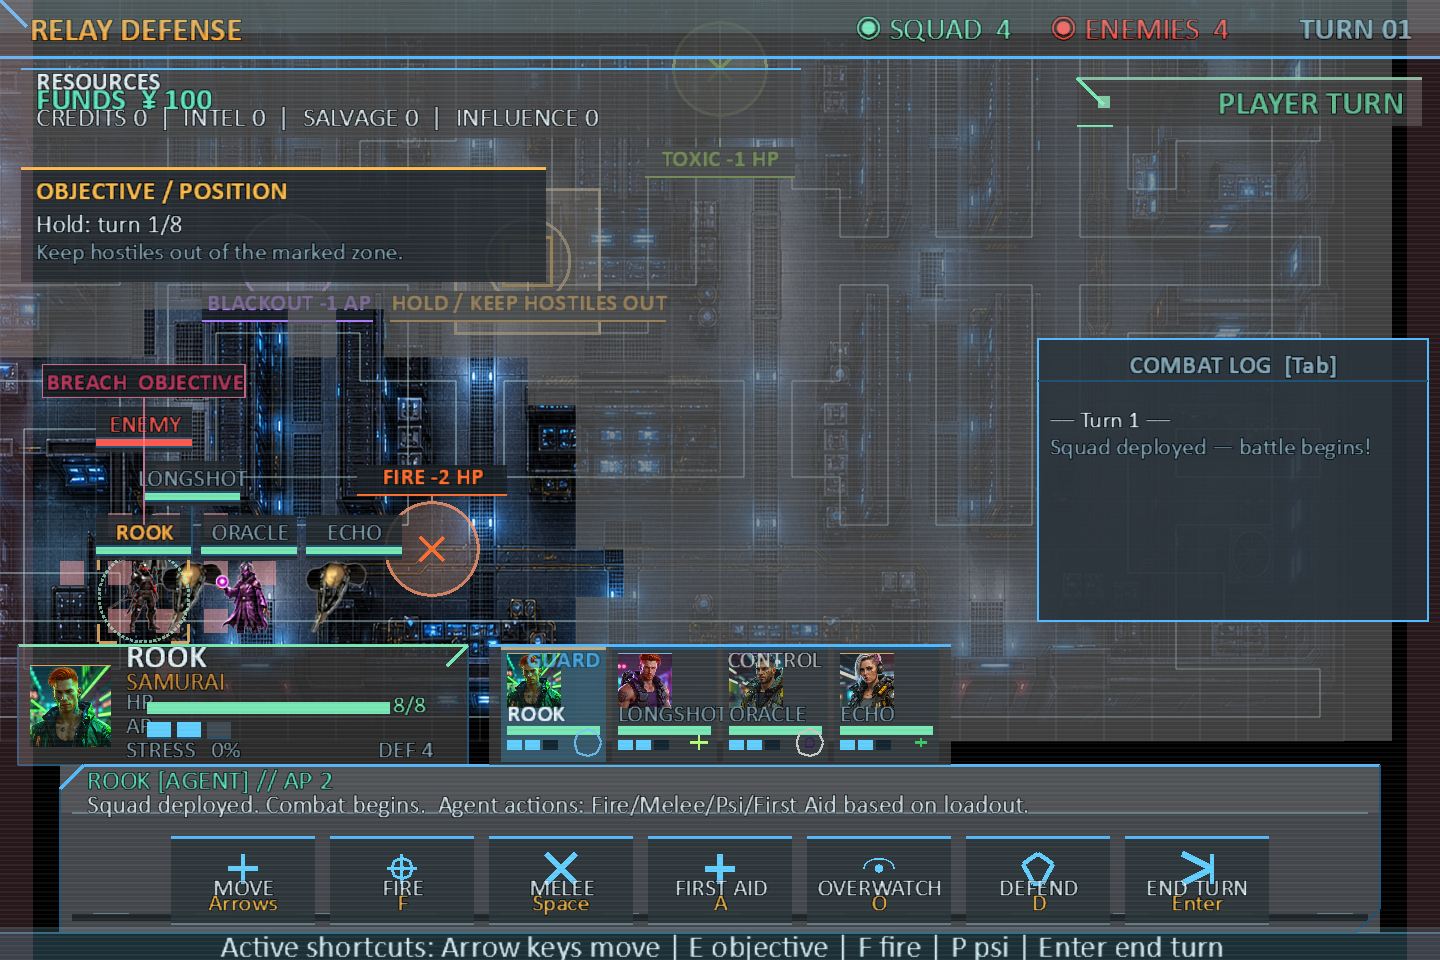 RELAY DEFENSE
SQUAD 4
ENEMIES 4
TURN 01
RESOURCES
FUNDS ¥ 100
CREDITS 0 | INTEL 0 | SALVAGE 0 | INFLUENCE 0
PLAYER TURN
TOXIC -1 HP
OBJECTIVE / POSITION
Hold: turn 1/8
Keep hostiles out of the marked zone.
BLACKOUT -1 AP
HOLD / KEEP HOSTILES OUT
BREACH OBJECTIVE
ENEMY
LONGSHOT
FIRE -2 HP
ROOK
ORACLE
ECHO
COMBAT LOG [Tab]
— Turn 1 —
Squad deployed — battle begins!
ROOK
SAMURAI
HP
8/8
AP
STRESS 0%
DEF 4
GUARD
CONTROL
ROOK
LONGSHOT
ORACLE
ECHO
ROOK [AGENT] // AP 2
Squad deployed. Combat begins. Agent actions: Fire/Melee/Psi/First Aid based on loadout.
MOVE
Arrows
FIRE
F
MELEE
Space
FIRST AID
A
OVERWATCH
O
DEFEND
D
END TURN
Enter
Active shortcuts: Arrow keys move | E objective | F fire | P psi | Enter end turn